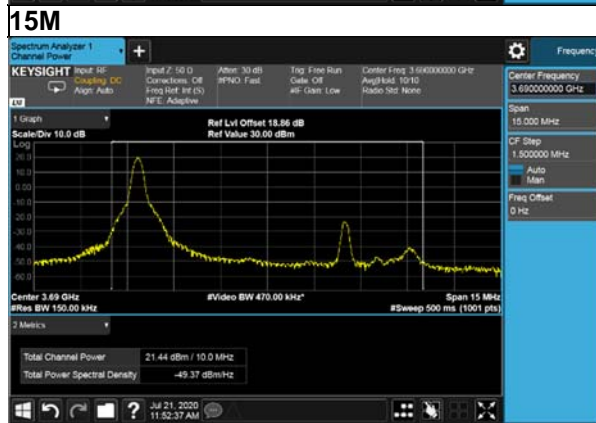 15M
Spectrum Analyzer 1
Channel Power
Frequency
KEYSIGHT
Input: RF
Coupling: DC
Align: Auto
Input Z: 50 Ω
Corrections: Off
Freq Ref: Int (S)
NFE: Adaptive
Atten: 30 dB
#PNO: Fast
Trig: Free Run
Gate: Off
#IF Gain: Low
Center Freq: 3.690000000 GHz
Avg|Hold: 10/10
Radio Std: None
Center Frequency
3.690000000 GHz
Span
15.000 MHz
CF Step
1.500000 MHz
Auto
Man
Freq Offset
0 Hz
1 Graph
Scale/Div 10.0 dB
Ref Lvl Offset 18.86 dB
Ref Value 30.00 dBm
Log
20.0
10.0
0.00
-10.0
-20.0
-30.0
-40.0
-50.0
-60.0
Center 3.69 GHz
#Video BW 470.00 kHz*
Span 15 MHz
#Res BW 150.00 kHz
#Sweep 500 ms (1001 pts)
2 Metrics
Total Channel Power 21.44 dBm / 10.0 MHz
Total Power Spectral Density -49.37 dBm/Hz
?
Jul 21, 2020
11:52:37 AM